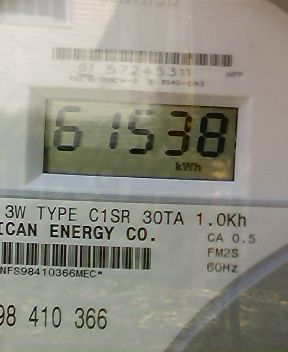 07 57245311
61538
kWh
3W TYPE C1SR 30TA 1.0Kh
ICAN ENERGY CO.
CA 0.5
FM2S
60Hz
NFS98410366MEC*
98 410 366